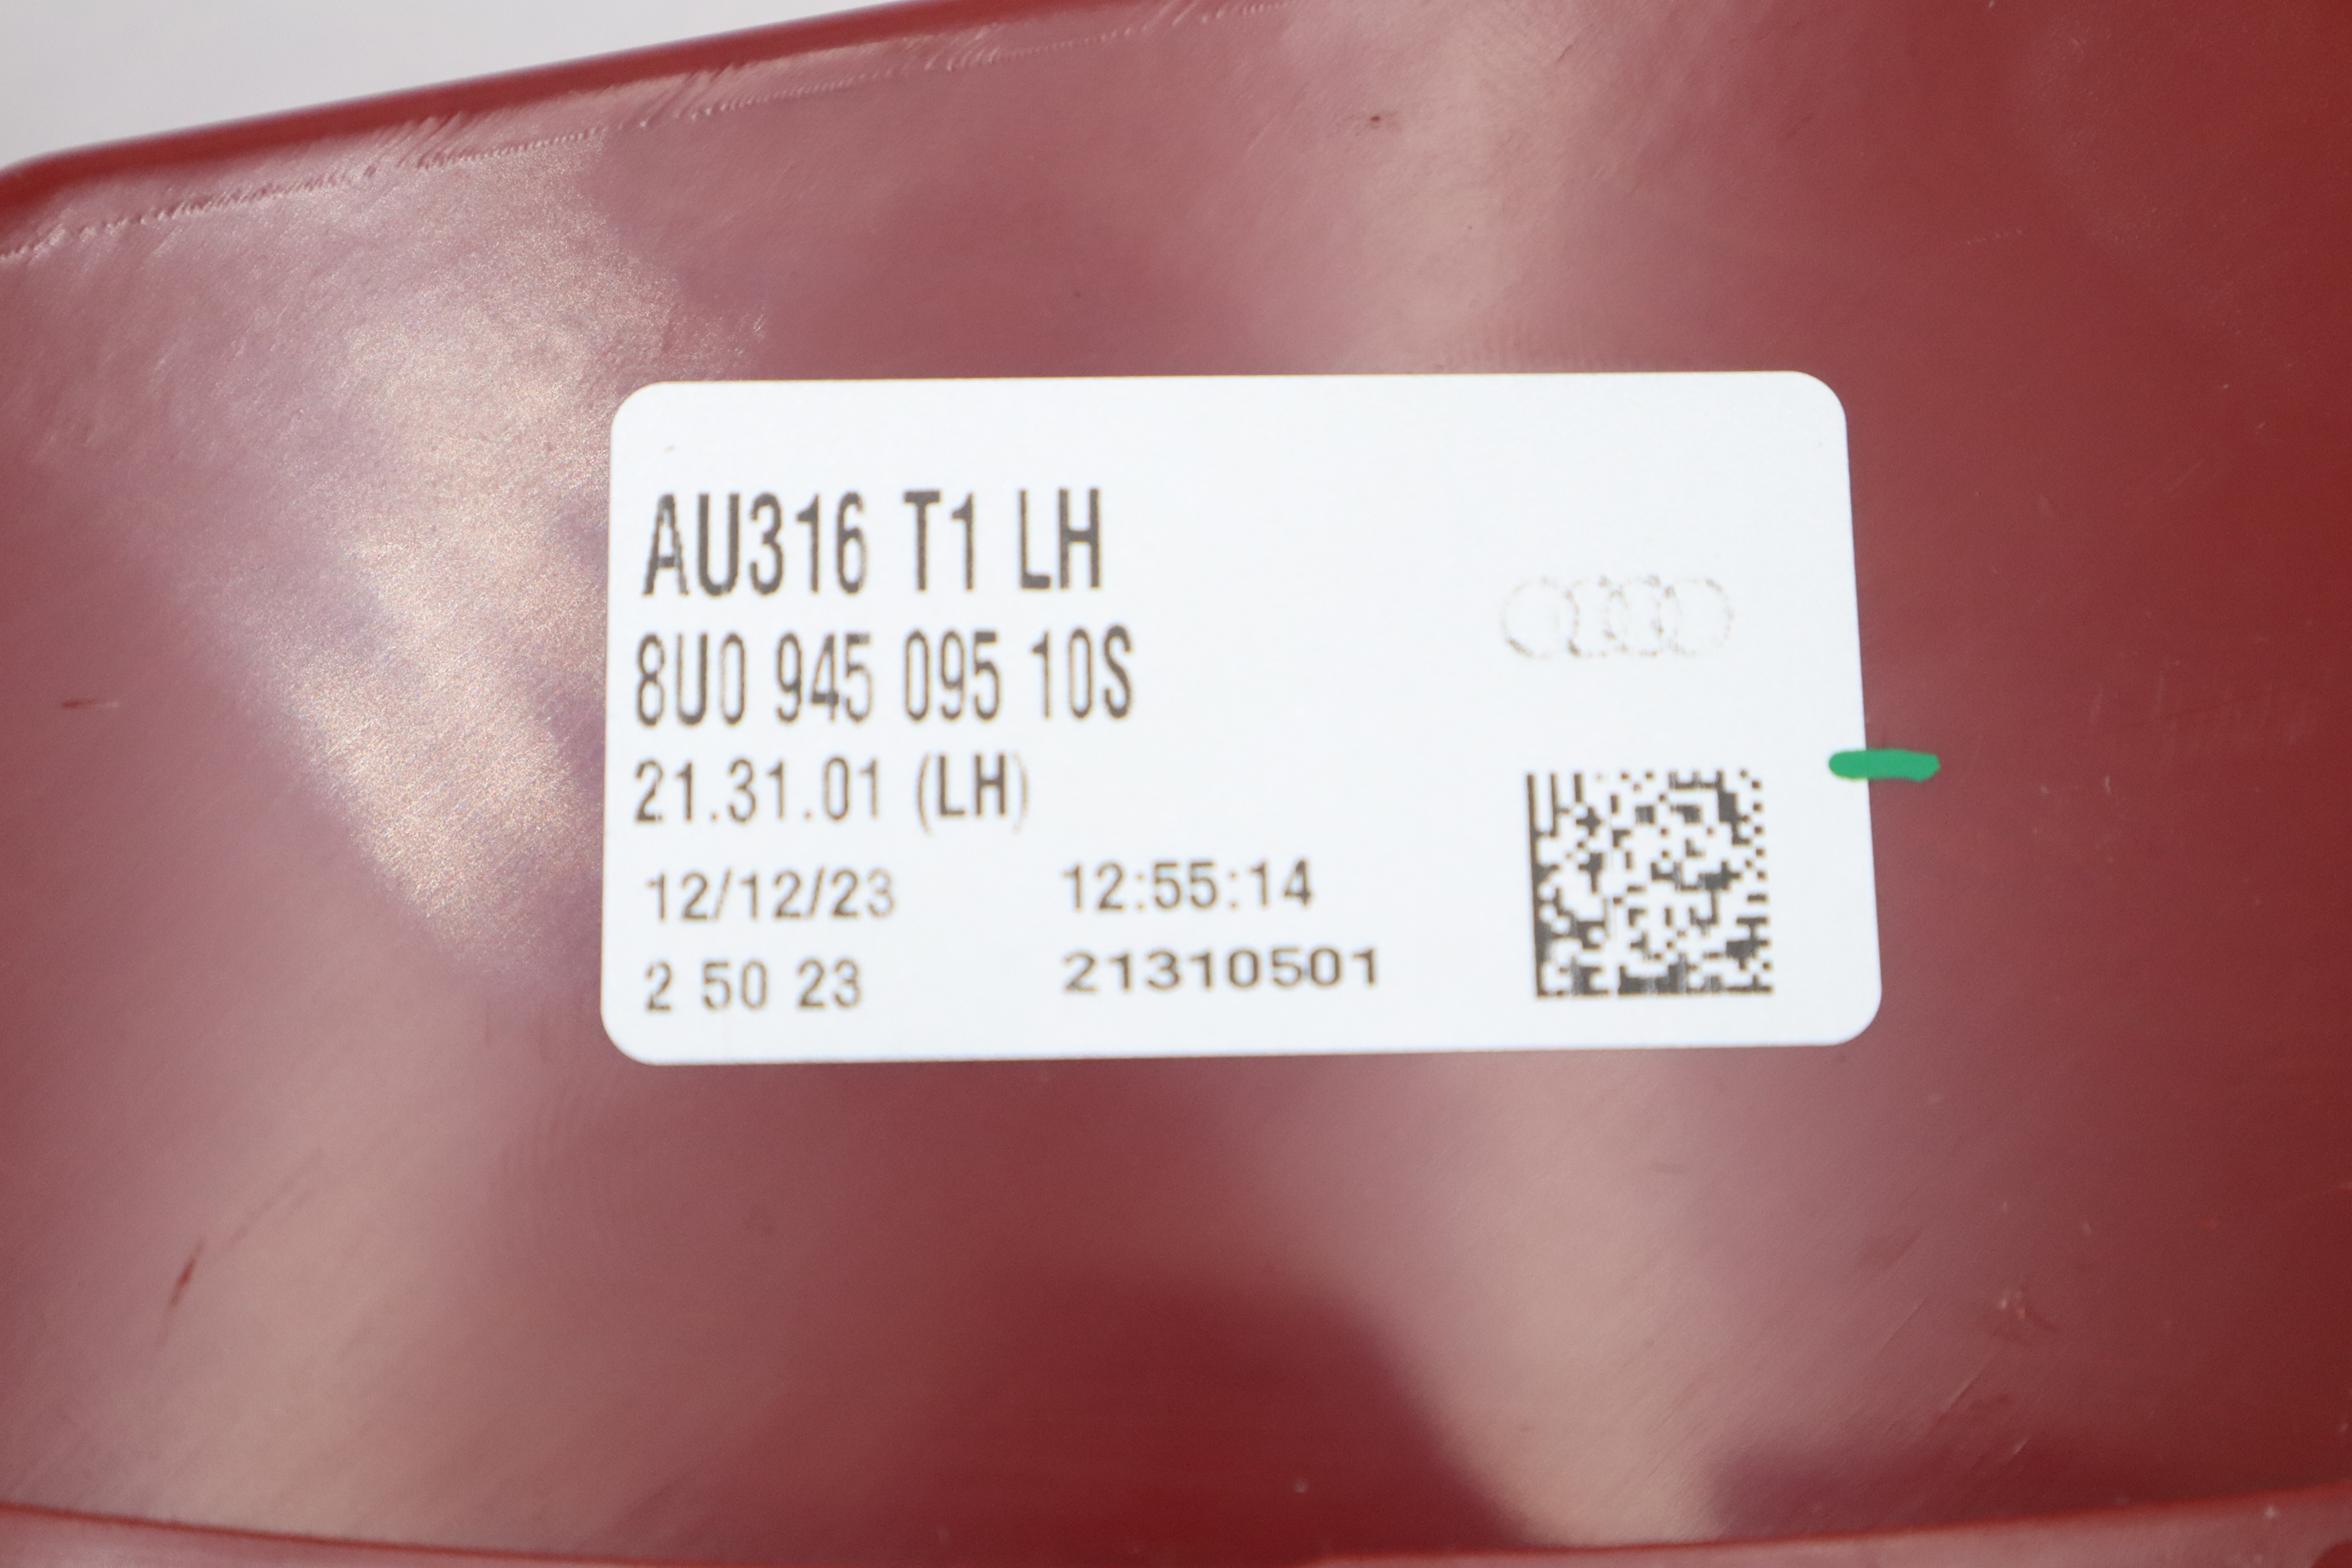 AU316 T1 LH
8U0 945 095 10S
21.31.01 (LH)
12/12/23 12:55:14
2 50 23 21310501